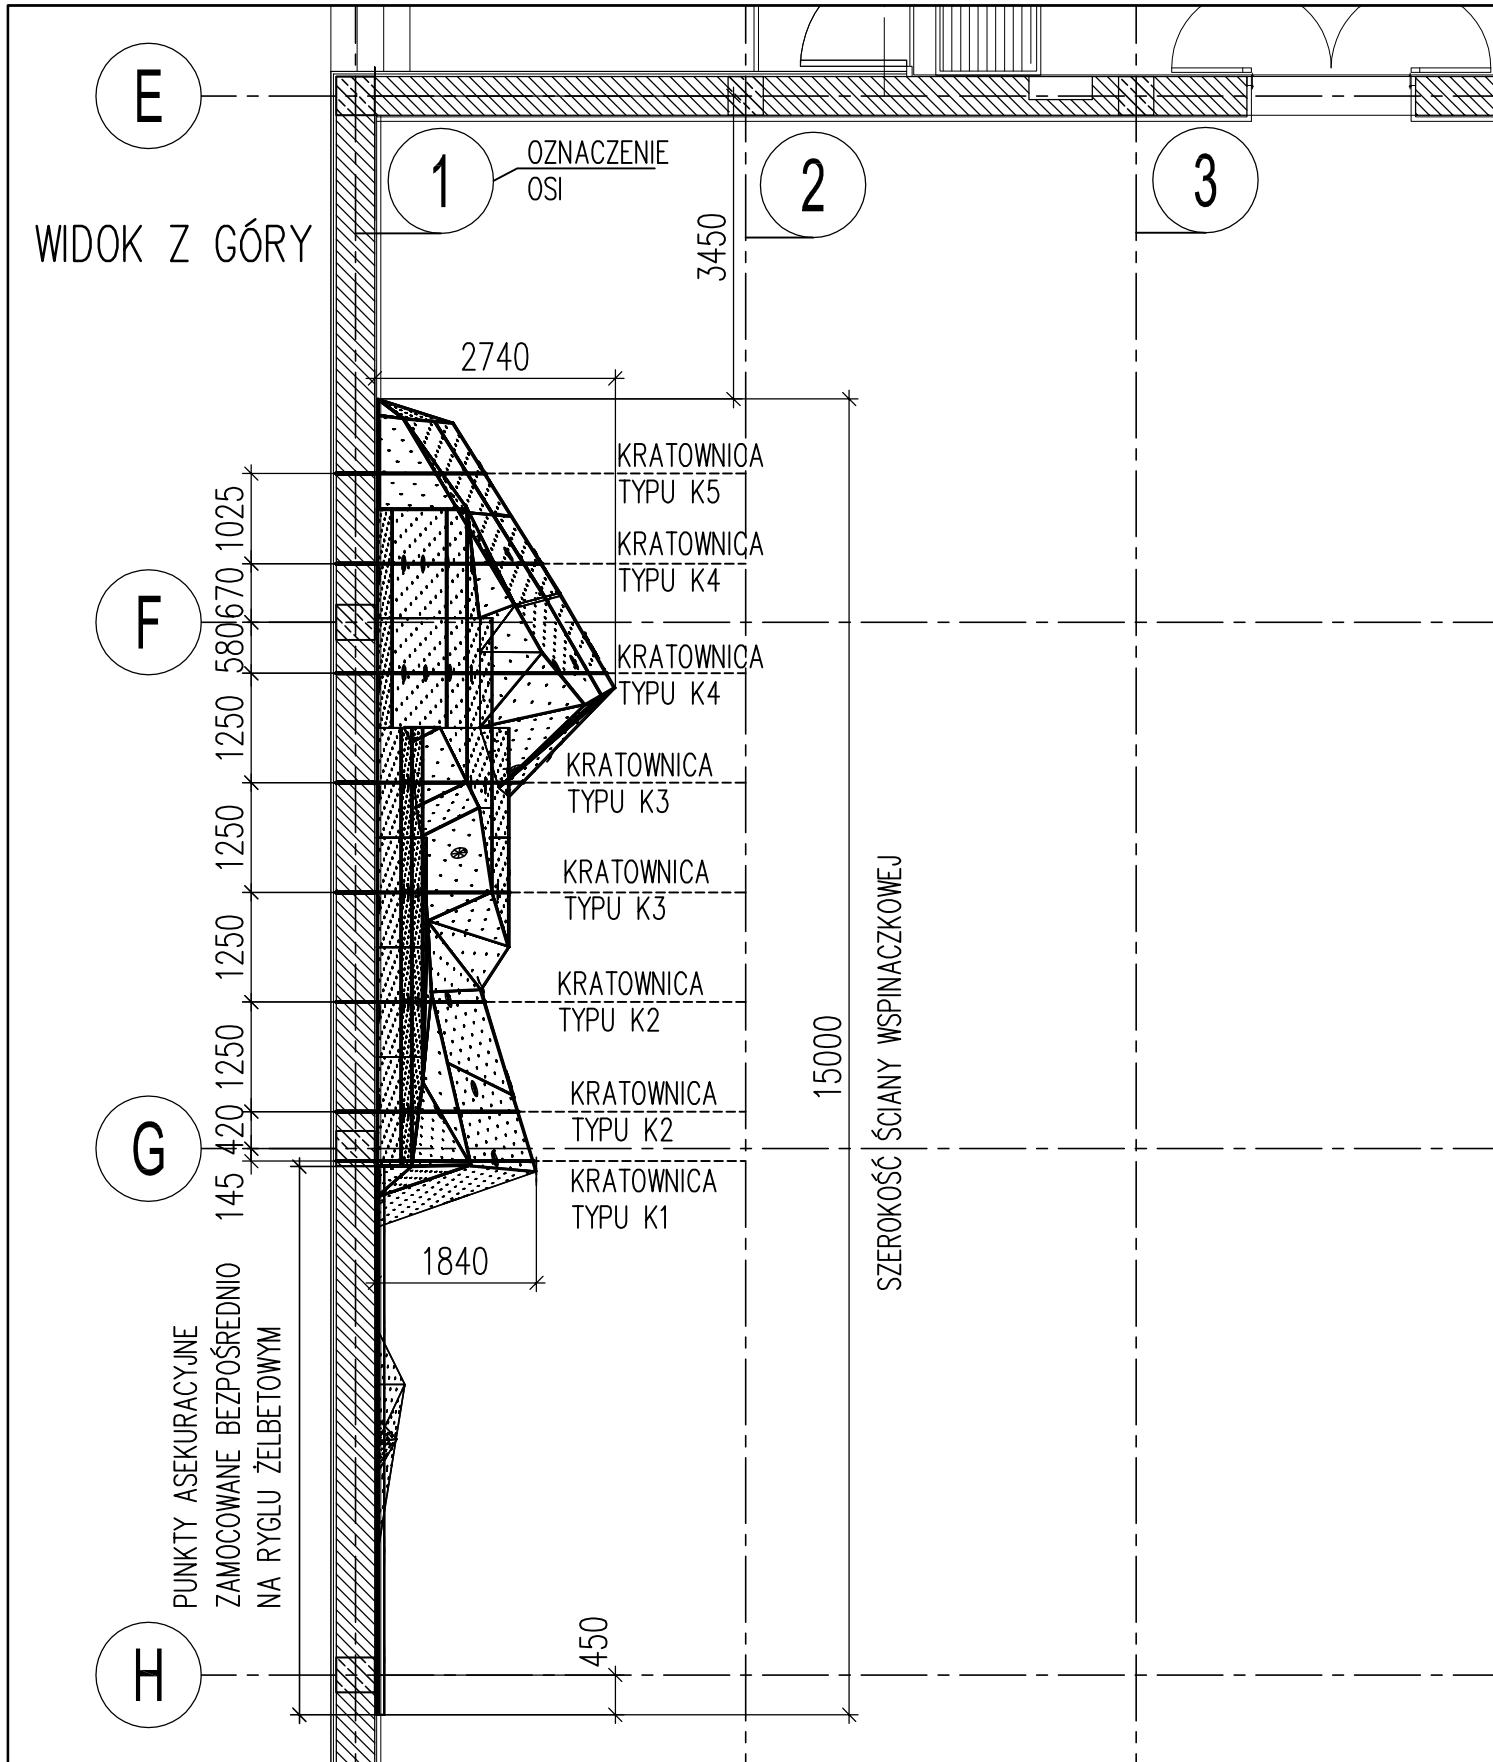 E
1
OZNACZENIE
OSI
2
3
WIDOK Z GÓRY
3450
2740
KRATOWNICA
TYPU K5
1025
KRATOWNICA
TYPU K4
670
F
580
KRATOWNICA
TYPU K4
1250
KRATOWNICA
TYPU K3
1250
KRATOWNICA
TYPU K3
1250
KRATOWNICA
TYPU K2
1250
KRATOWNICA
TYPU K2
420
G
145
KRATOWNICA
TYPU K1
15000
SZEROKOŚĆ ŚCIANY WSPINACZKOWEJ
1840
PUNKTY ASEKURACYJNE
ZAMOCOWANE BEZPOŚREDNIO
NA RYGLU ŻELBETOWYM
450
H